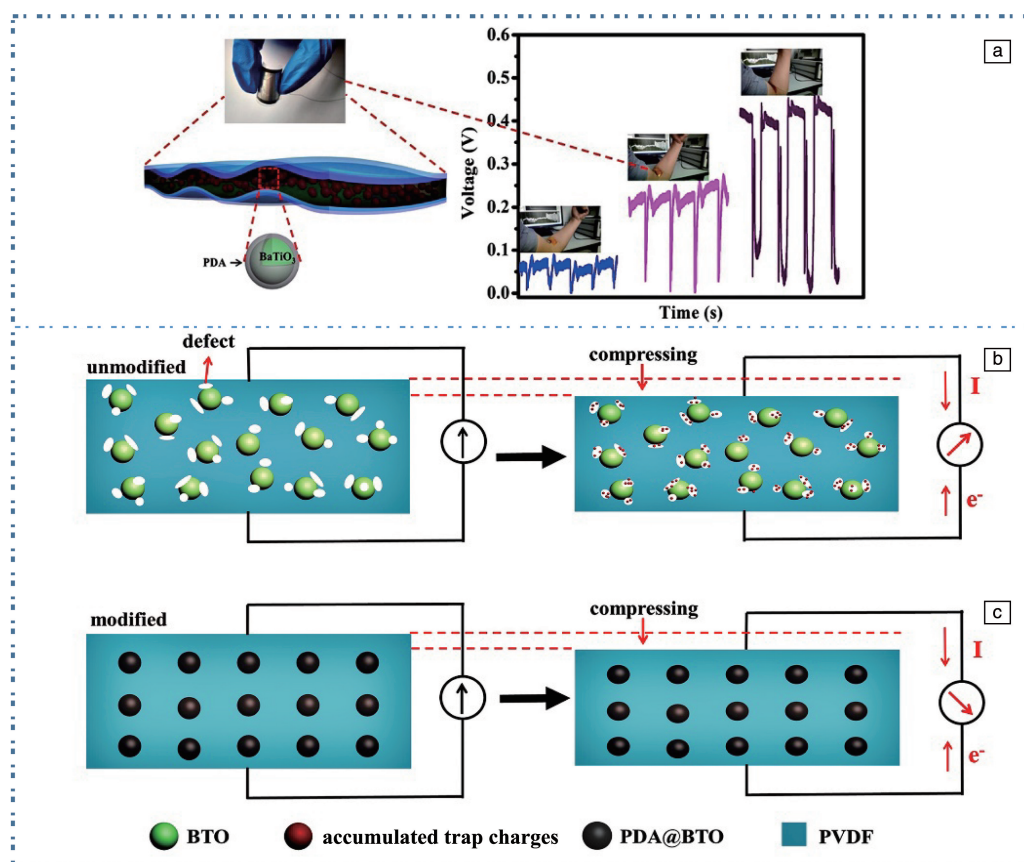 a
0.6
0.5
0.4
0.3
0.2
0.1
0.0
Voltage (V)
Time (s)
PDA
BaTiO3
b
defect
unmodified
compressing
I
e-
c
modified
compressing
I
e-
BTO
accumulated trap charges
PDA@BTO
PVDF